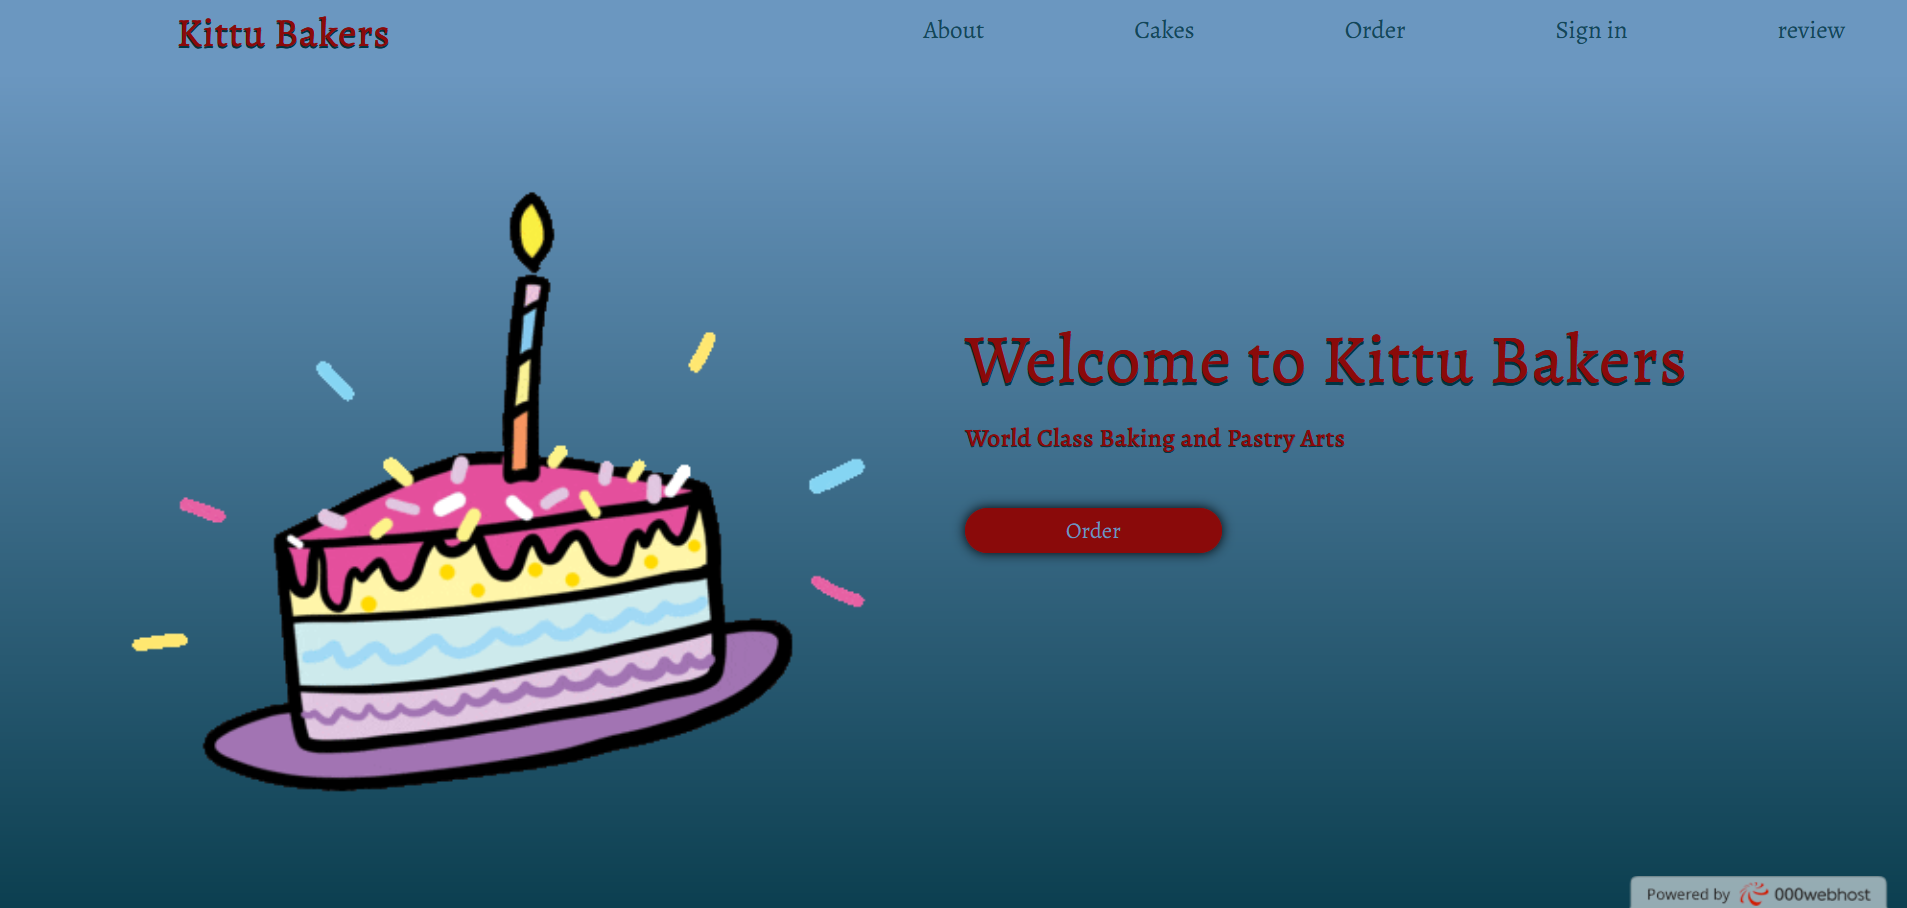 Kittu Bakers
About Cakes Order Sign in review
Welcome to Kittu Bakers
World Class Baking and Pastry Arts
Order
Powered by 000webhost